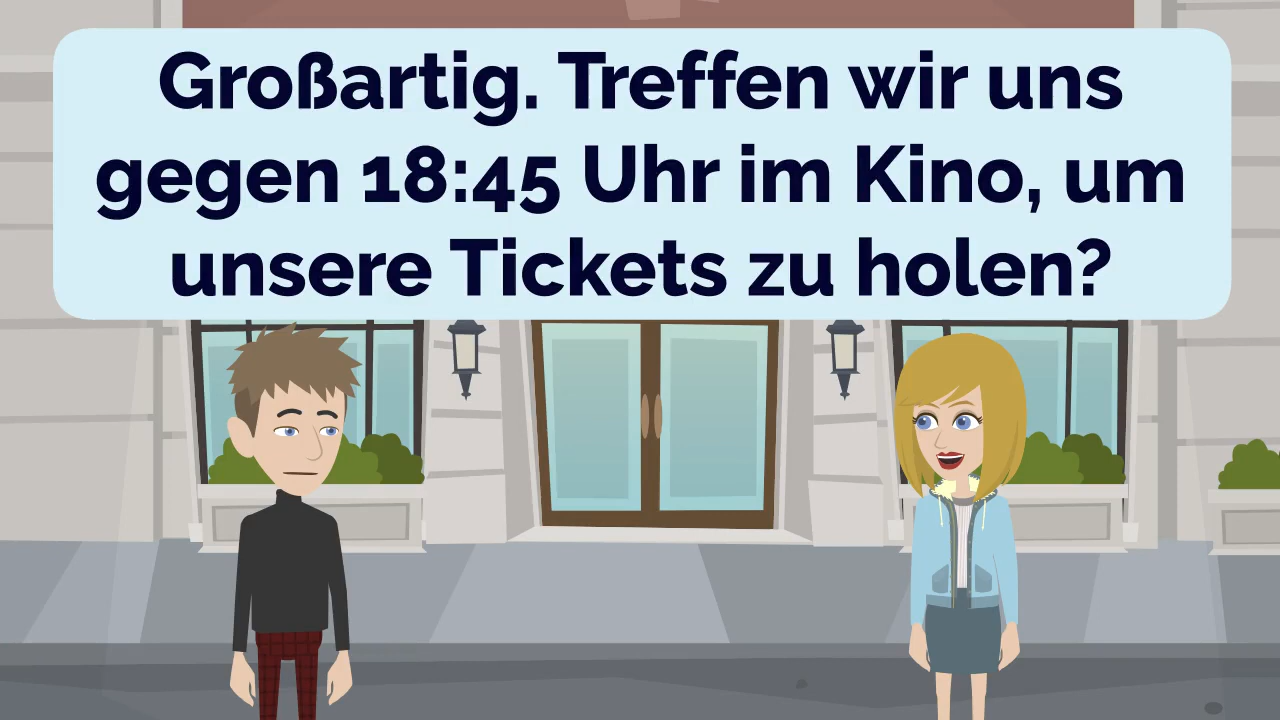 Großartig. Treffen wir uns
gegen 18:45 Uhr im Kino, um
unsere Tickets zu holen?